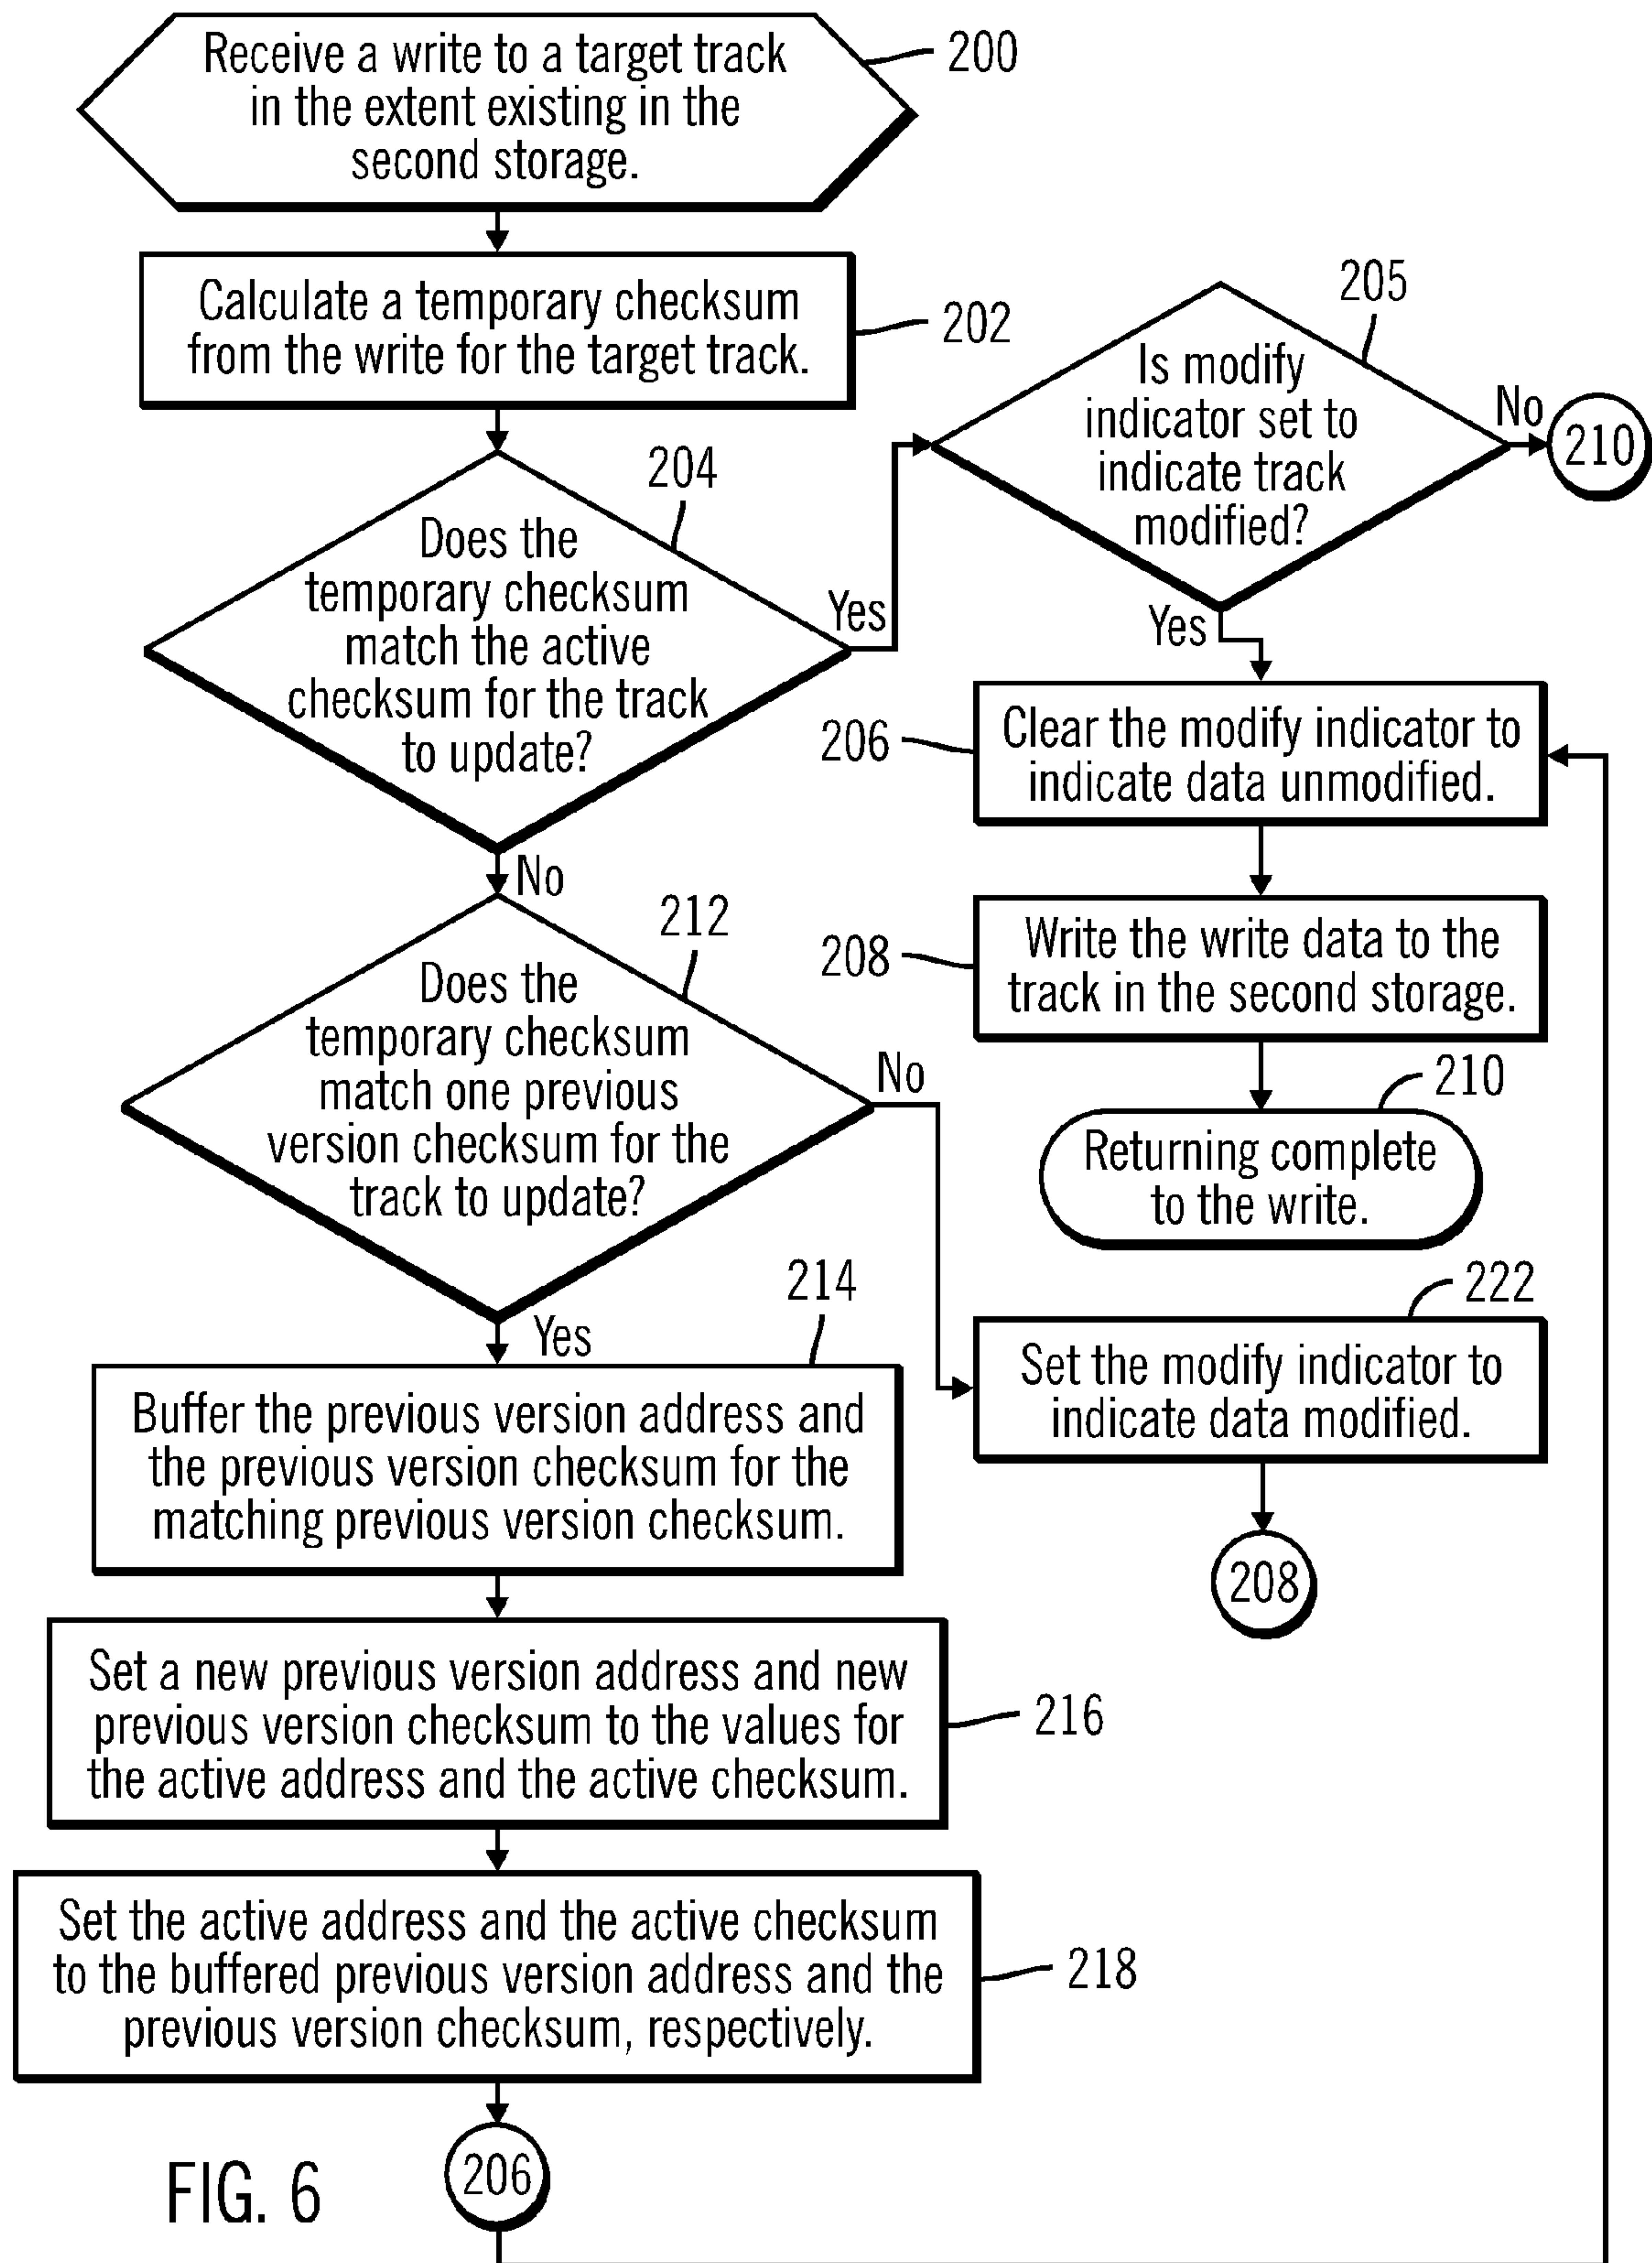 Receive a write to a target track
in the extent existing in the
second storage.
200
Calculate a temporary checksum
from the write for the target track.
202
204
Does the
temporary checksum
match the active
checksum for the track
to update?
Yes
No
205
Is modify
indicator set to
indicate track
modified?
No
210
Yes
206
Clear the modify indicator to
indicate data unmodified.
208
Write the write data to the
track in the second storage.
210
Returning complete
to the write.
212
Does the
temporary checksum
match one previous
version checksum for the
track to update?
No
Yes
222
Set the modify indicator to
indicate data modified.
208
214
Buffer the previous version address and
the previous version checksum for the
matching previous version checksum.
Set a new previous version address and new
previous version checksum to the values for
the active address and the active checksum.
216
Set the active address and the active checksum
to the buffered previous version address and the
previous version checksum, respectively.
218
206
FIG. 6